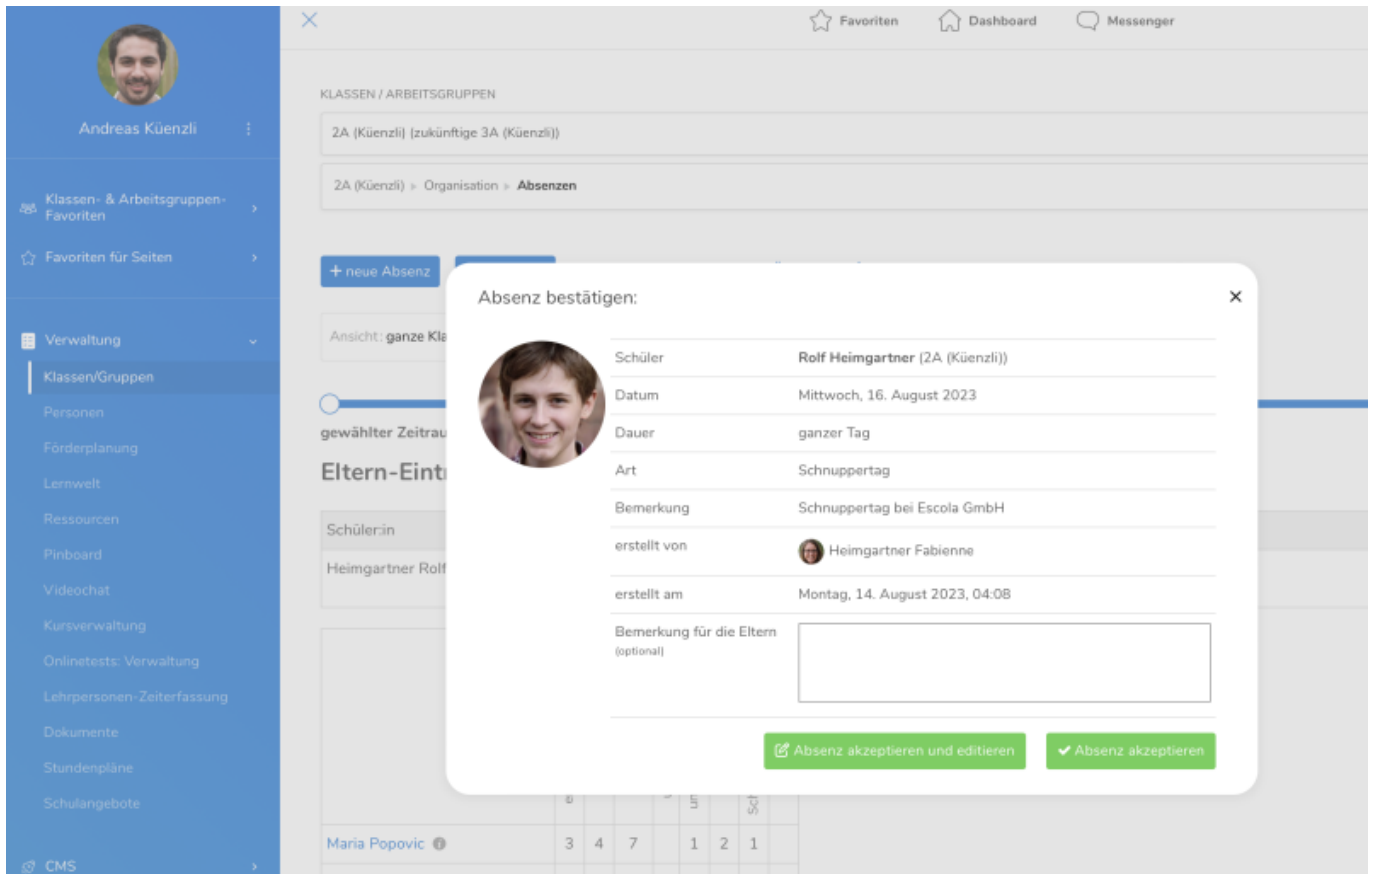 Favoriten
Dashboard
Messenger
Andreas Küenzli
Klassen- & Arbeitsgruppen-
Favoriten
Favoriten für Seiten
Verwaltung
Klassen/Gruppen
Personen
Förderplanung
Lernwelt
Ressourcen
Pinboard
Videochat
Kursverwaltung
Onlinetests: Verwaltung
Lehrpersonen-Zeiterfassung
Dokumente
Stundenpläne
Schulangebote
CMS
KLASSEN / ARBEITSGRUPPEN
2A (Küenzli) (zukünftige 3A (Küenzli))
2A (Küenzli) » Organisation » Absenzen
+ neue Absenz
Ansicht: ganze Kla
gewählter Zeitrau
Eltern-Eint
Schüler:in
Heimgartner Rolf
Maria Popovic 3 4 7 1 2 1
Absenz bestätigen:
Schüler Rolf Heimgartner (2A (Küenzli))
Datum Mittwoch, 16. August 2023
Dauer ganzer Tag
Art Schnuppertag
Bemerkung Schnuppertag bei Escola GmbH
erstellt von Heimgartner Fabienne
erstellt am Montag, 14. August 2023, 04:08
Bemerkung für die Eltern
(optional)
Absenz akzeptieren und editieren
Absenz akzeptieren